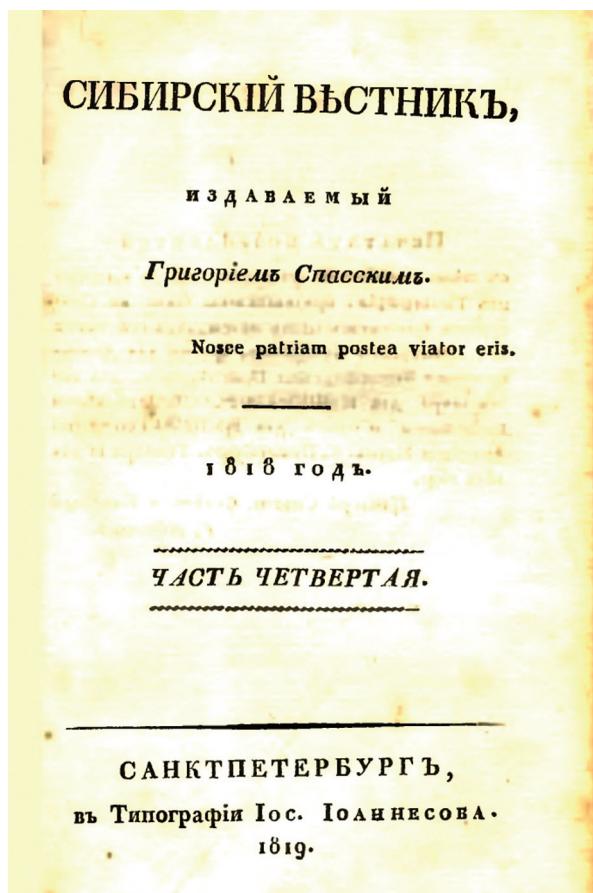 СИБИРСКІЙ ВѢСТНИКЪ,
ИЗДАВАЕМЫЙ
Григоріемъ Спасскимъ.
Nosce patriam postea viator eris.
1818 годъ.
ЧАСТЬ ЧЕТВЕРТАЯ.
САНКТПЕТЕРБУРГЪ,
въ Типографіи Іос. Іоаннесова.
1819.